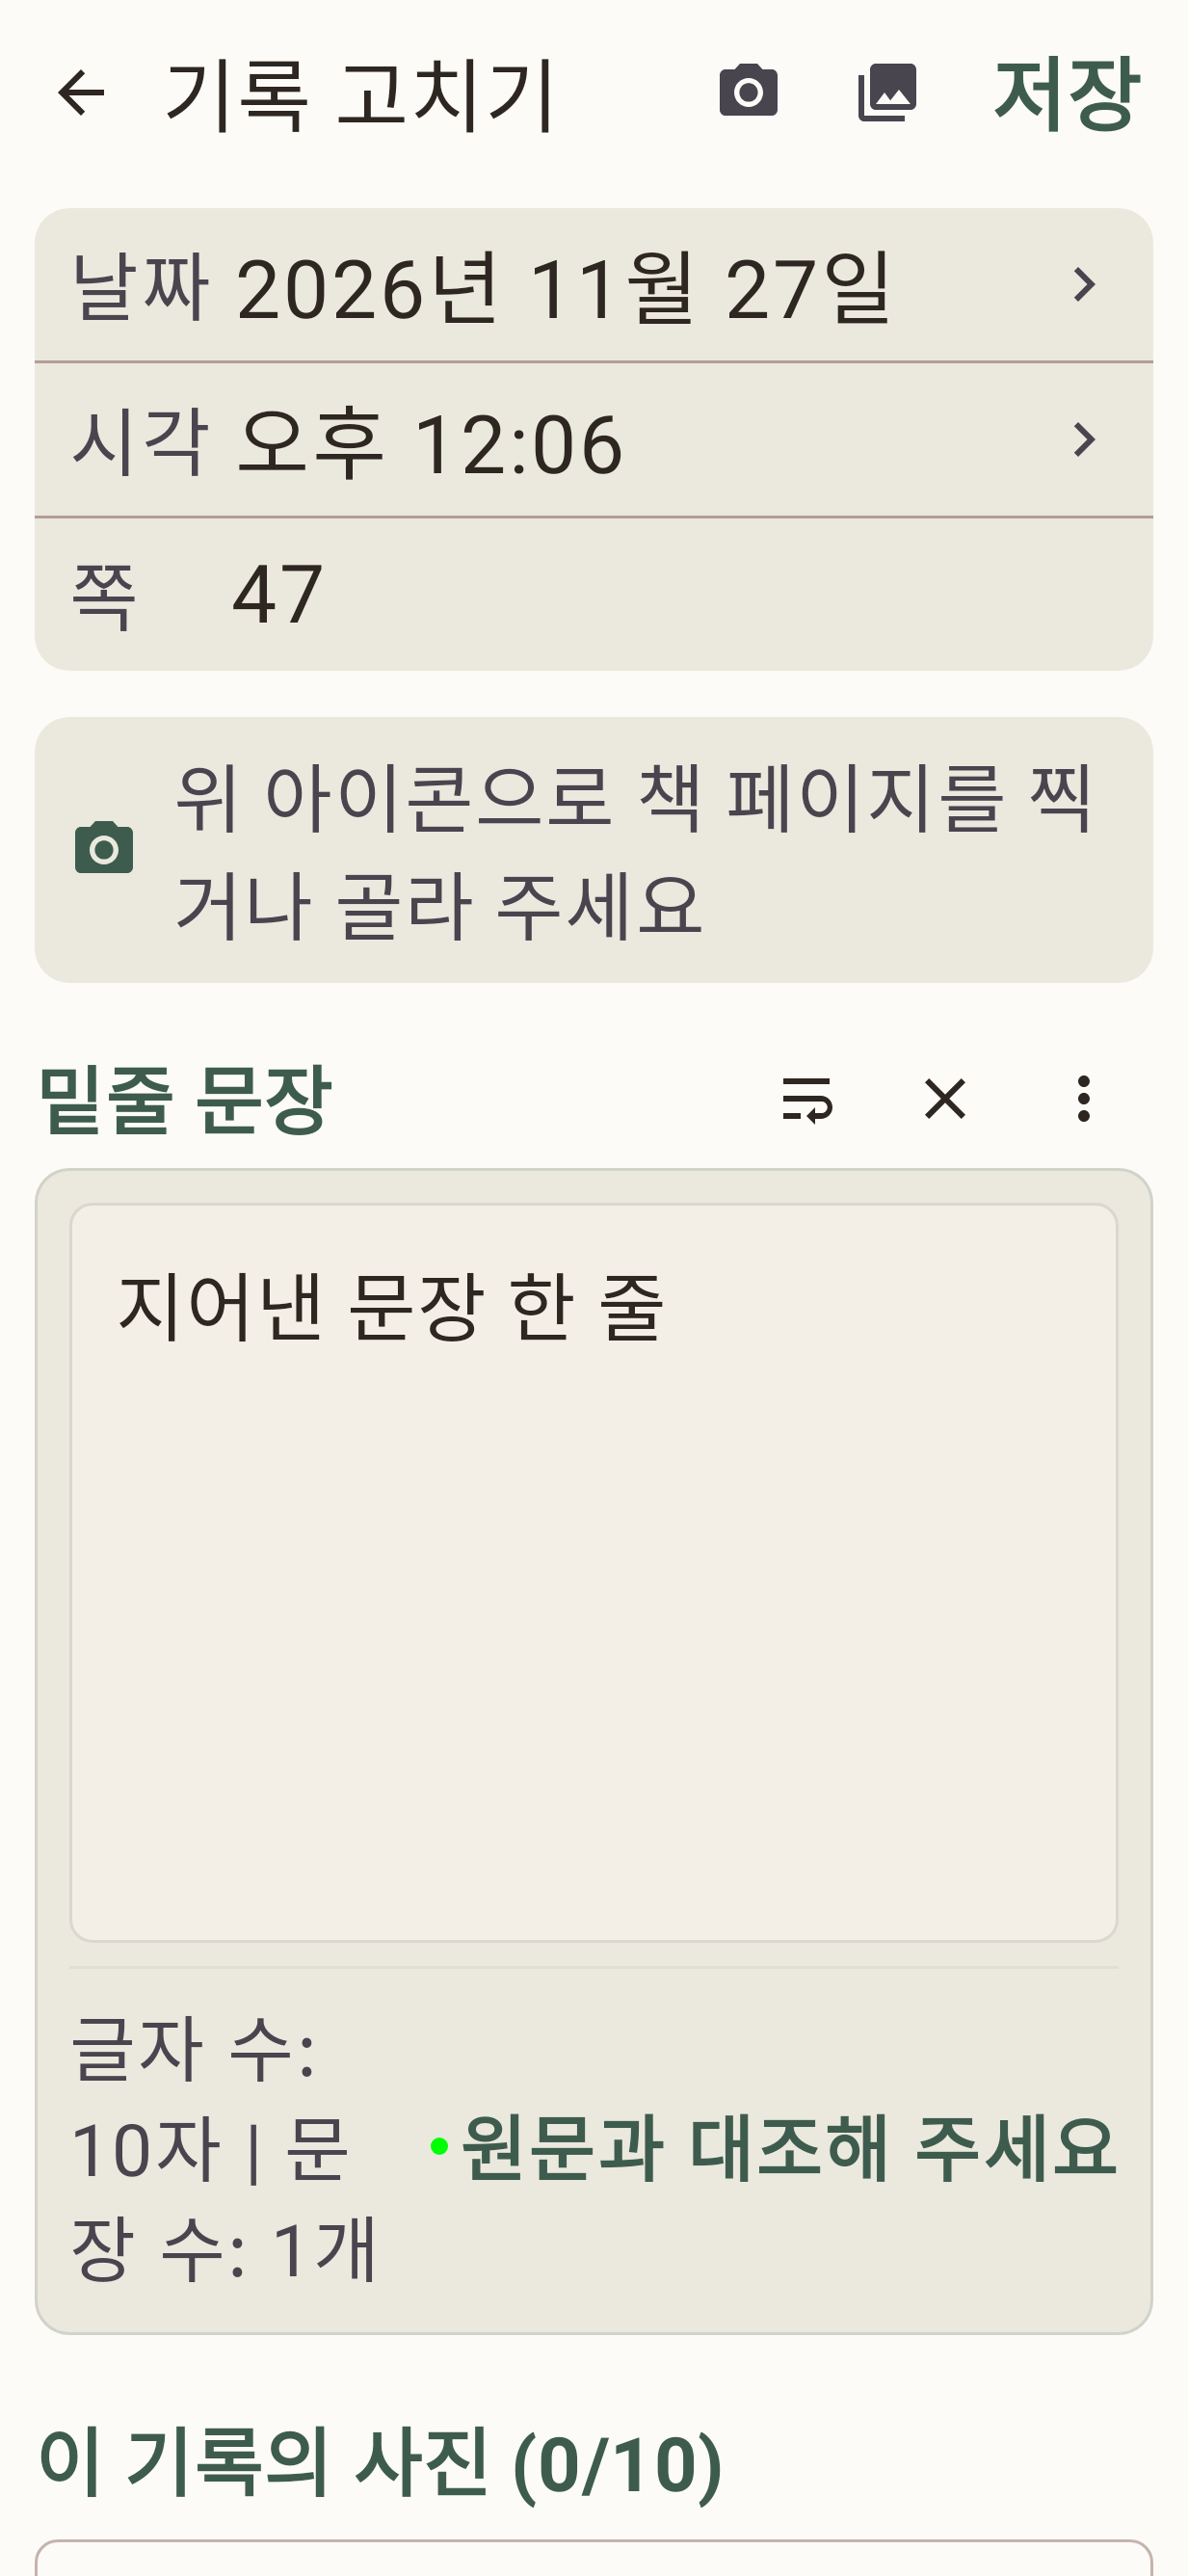 기록 고치기 저장
날짜 2026년 11월 27일
시각 오후 12:06
쪽 47
위 아이콘으로 책 페이지를 찍
거나 골라 주세요
밑줄 문장
지어낸 문장 한 줄
글자 수:
10자 | 문
장 수: 1개
원문과 대조해 주세요
이 기록의 사진 (0/10)